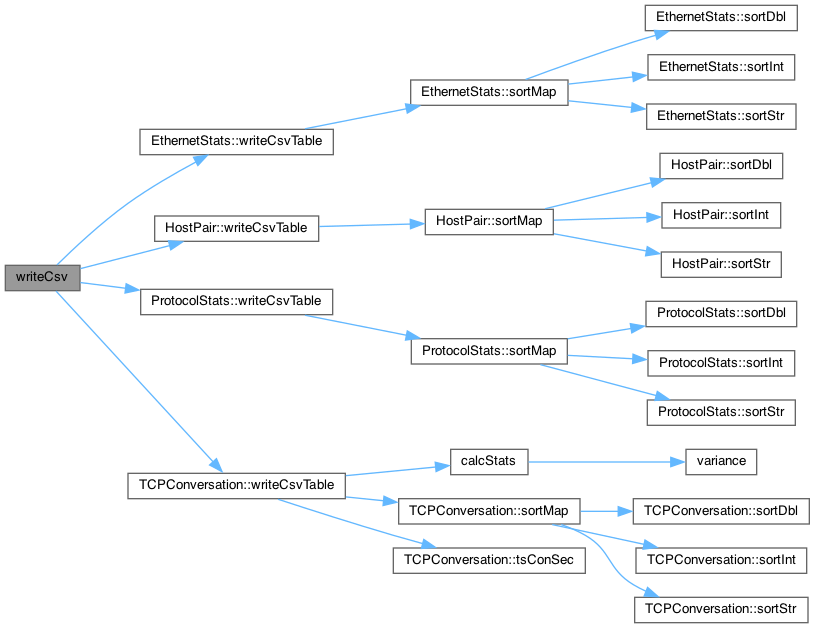 writeCsv
EthernetStats::writeCsvTable
EthernetStats::sortMap
EthernetStats::sortDbl
EthernetStats::sortInt
EthernetStats::sortStr
HostPair::writeCsvTable
HostPair::sortMap
HostPair::sortDbl
HostPair::sortInt
HostPair::sortStr
ProtocolStats::writeCsvTable
ProtocolStats::sortMap
ProtocolStats::sortDbl
ProtocolStats::sortInt
ProtocolStats::sortStr
TCPConversation::writeCsvTable
calcStats
variance
TCPConversation::sortMap
TCPConversation::sortDbl
TCPConversation::sortInt
TCPConversation::sortStr
TCPConversation::tsConSec